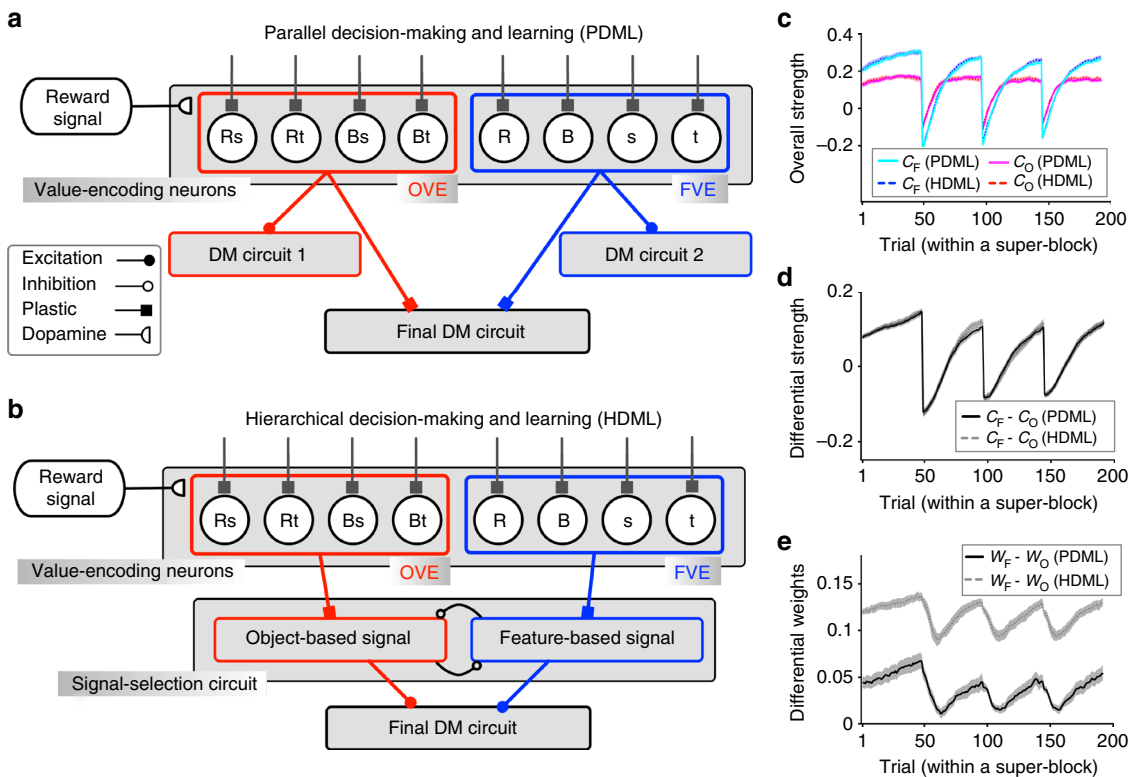 a
Parallel decision-making and learning (PDML)
Reward
signal
Rs Rt Bs Bt R B s t
Value-encoding neurons OVE FVE
DM circuit 1 DM circuit 2
Excitation
Inhibition
Plastic
Dopamine
Final DM circuit
b
Hierarchical decision-making and learning (HDML)
Reward
signal
Rs Rt Bs Bt R B s t
Value-encoding neurons OVE FVE
Object-based signal Feature-based signal
Signal-selection circuit
Final DM circuit
c
Overall strength
0.4
0.2
0
–0.2
CF (PDML) CO (PDML)
CF (HDML) CO (HDML)
1 50 100 150 200
Trial (within a super-block)
d
Differential strength
0.2
0
–0.2
CF - CO (PDML)
CF - CO (HDML)
1 50 100 150 200
Trial (within a super-block)
e
Differential weights
WF - WO (PDML)
WF - WO (HDML)
0.15
0.1
0.05
0
1 50 100 150 200
Trial (within a super-block)